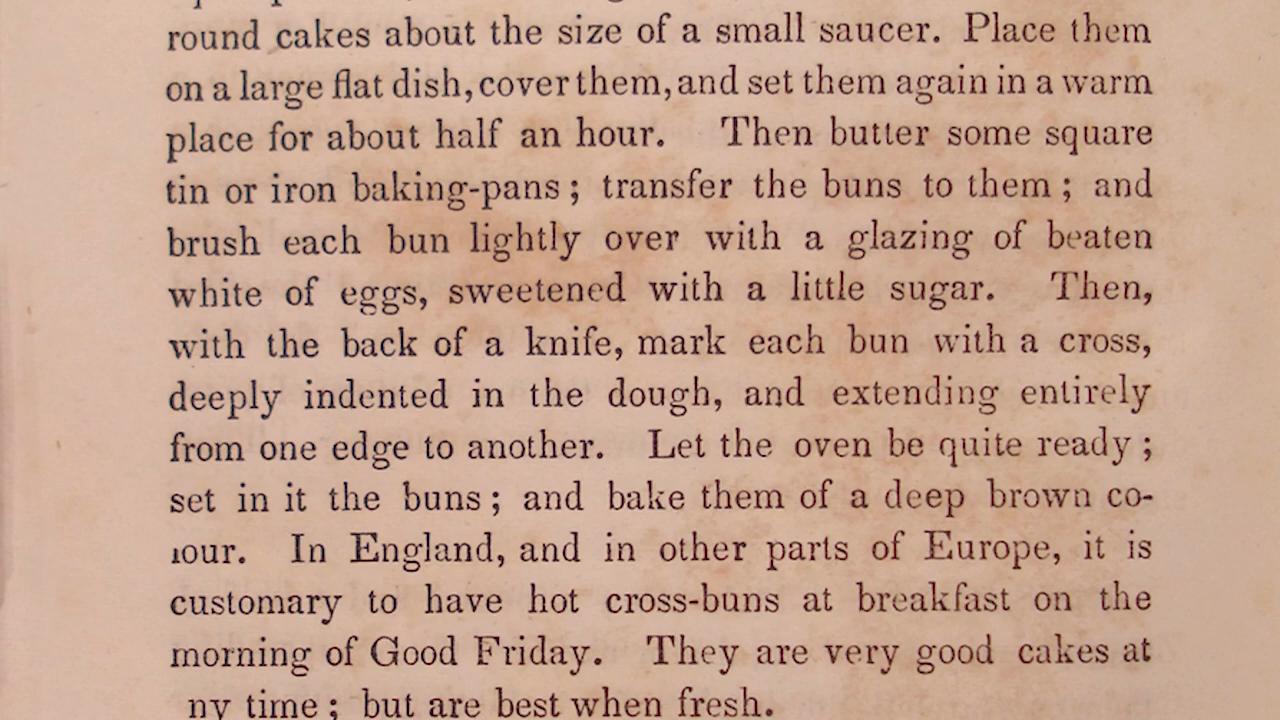 round cakes about the size of a small saucer. Place them
on a large flat dish, cover them, and set them again in a warm
place for about half an hour. Then butter some square
tin or iron baking-pans; transfer the buns to them; and
brush each bun lightly over with a glazing of beaten
white of eggs, sweetened with a little sugar. Then,
with the back of a knife, mark each bun with a cross,
deeply indented in the dough, and extending entirely
from one edge to another. Let the oven be quite ready;
set in it the buns; and bake them of a deep brown co-
lour. In England, and in other parts of Europe, it is
customary to have hot cross-buns at breakfast on the
morning of Good Friday. They are very good cakes at
ny time; but are best when fresh.